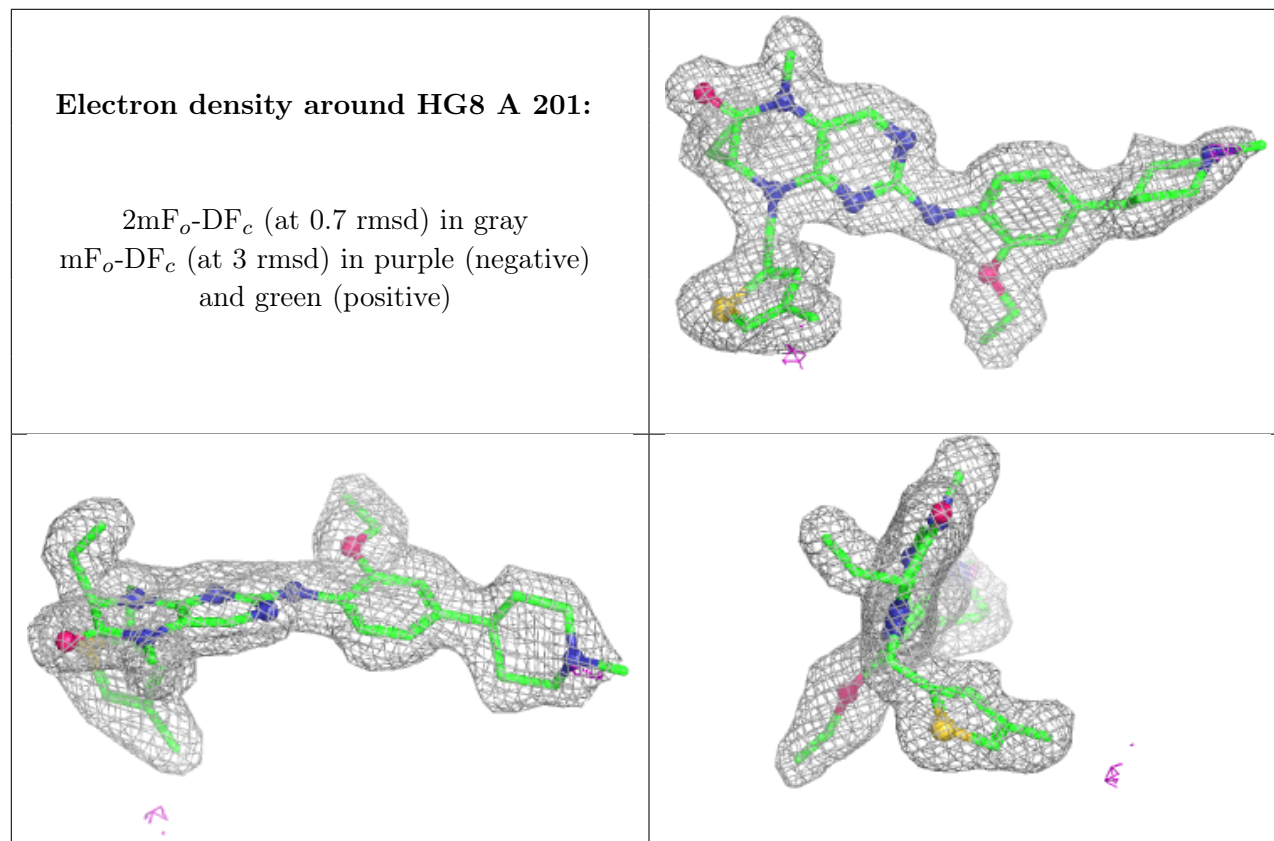 Electron density around HG8 A 201:
2mFo-DFc (at 0.7 rmsd) in gray
mFo-DFc (at 3 rmsd) in purple (negative)
and green (positive)